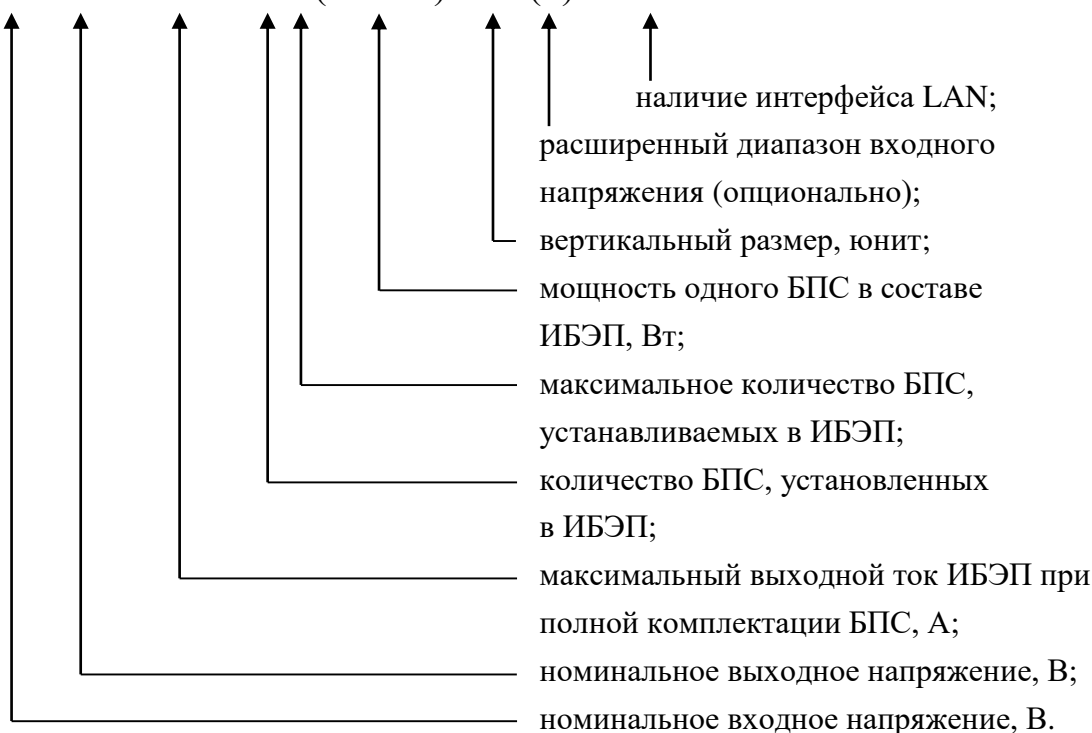 наличие интерфейса LAN;
расширенный диапазон входного
напряжения (опционально);
вертикальный размер, юнит;
мощность одного БПС в составе
ИБЭП, Вт;
максимальное количество БПС,
устанавливаемых в ИБЭП;
количество БПС, установленных
в ИБЭП;
максимальный выходной ток ИБЭП при
полной комплектации БПС, А;
номинальное выходное напряжение, В;
номинальное входное напряжение, В.